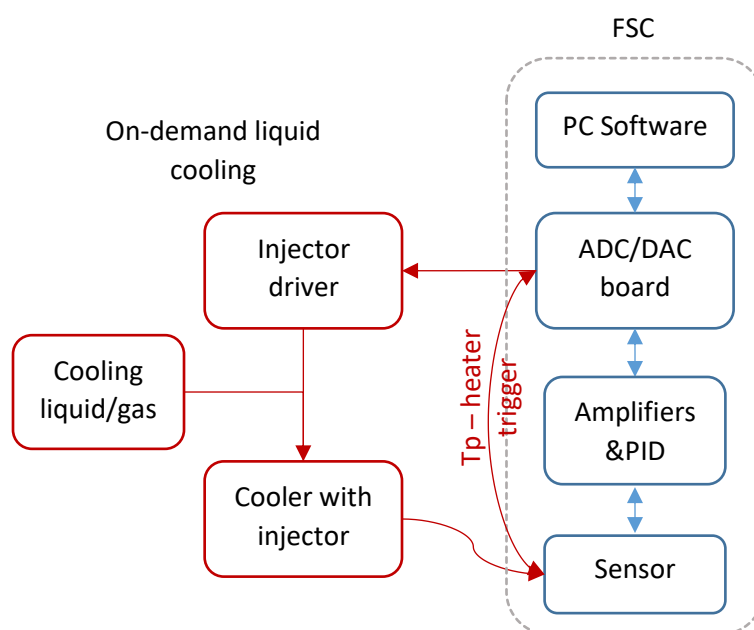 FSC
PC Software
On-demand liquid
cooling
Injector
driver
ADC/DAC
board
Cooling
liquid/gas
Tp – heater
trigger
Amplifiers
&PID
Cooler with
injector
Sensor